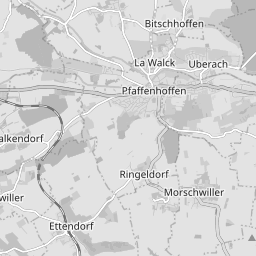 Bitschhoffen
La Walck
Uberach
Pfaffenhoffen
alkendorf
Ringeldorf
willer
Morschwiller
Ettendorf